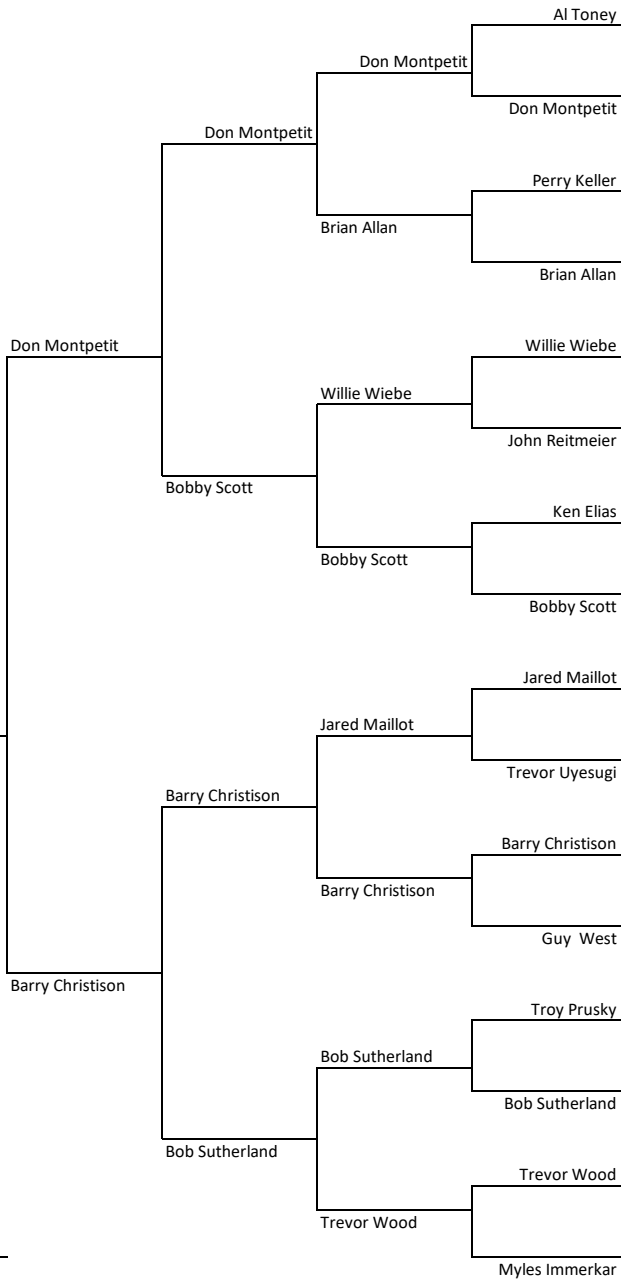 Al Toney
Don Montpetit
Don Montpetit
Don Montpetit
Perry Keller
Brian Allan
Brian Allan
Don Montpetit
Willie Wiebe
Willie Wiebe
John Reitmeier
Bobby Scott
Ken Elias
Bobby Scott
Bobby Scott
Jared Maillot
Jared Maillot
Trevor Uyesugi
Barry Christison
Barry Christison
Barry Christison
Guy  West
Barry Christison
Troy Prusky
Bob Sutherland
Bob Sutherland
Bob Sutherland
Trevor Wood
Trevor Wood
Myles Immerkar